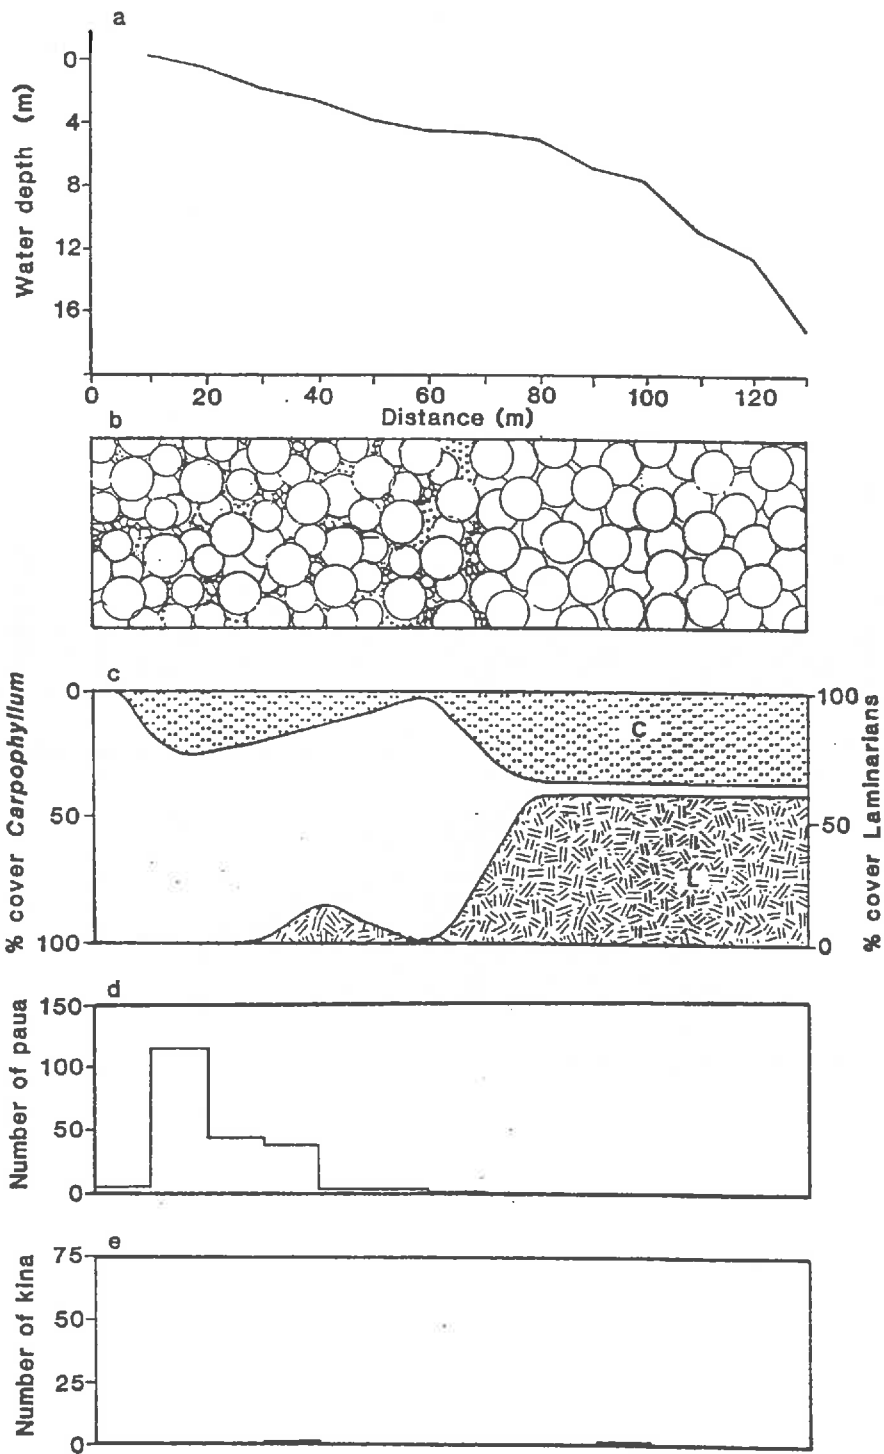 a
Water depth (m)
0
4
8
12
16
0 20 40 60 80 100 120
Distance (m)
b
c
% cover Carpophyllum
0
50
100
C
L
100
50
0
% cover Laminarians
d
Number of paua
150
100
50
0
e
Number of kina
75
50
25
0